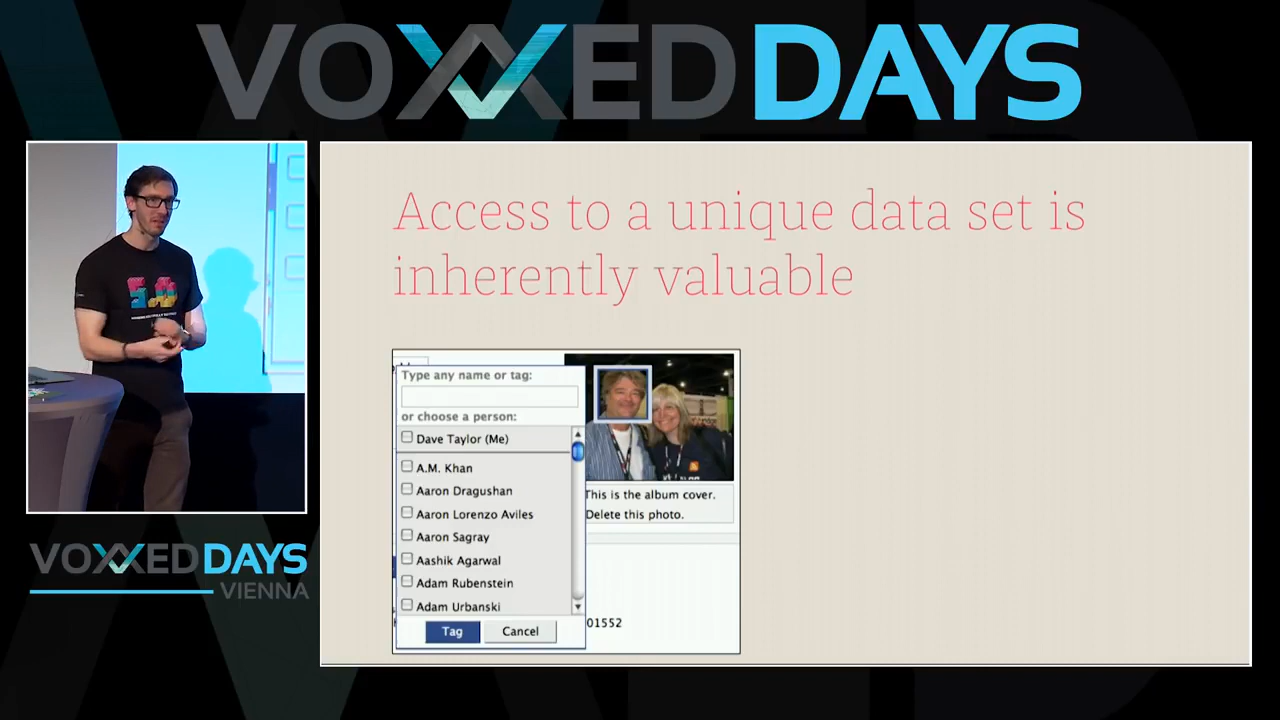 VOXXED DAYS
Access to a unique data set is
inherently valuable
Type any name or tag:
or choose a person:
Dave Taylor (Me)
A.M. Khan
Aaron Dragushan
Aaron Lorenzo Aviles
Aaron Sagray
Aashik Agarwal
Adam Rubenstein
Adam Urbanski
Tag
Cancel
This is the album cover.
Delete this photo.
01552
VOXXED DAYS
VIENNA